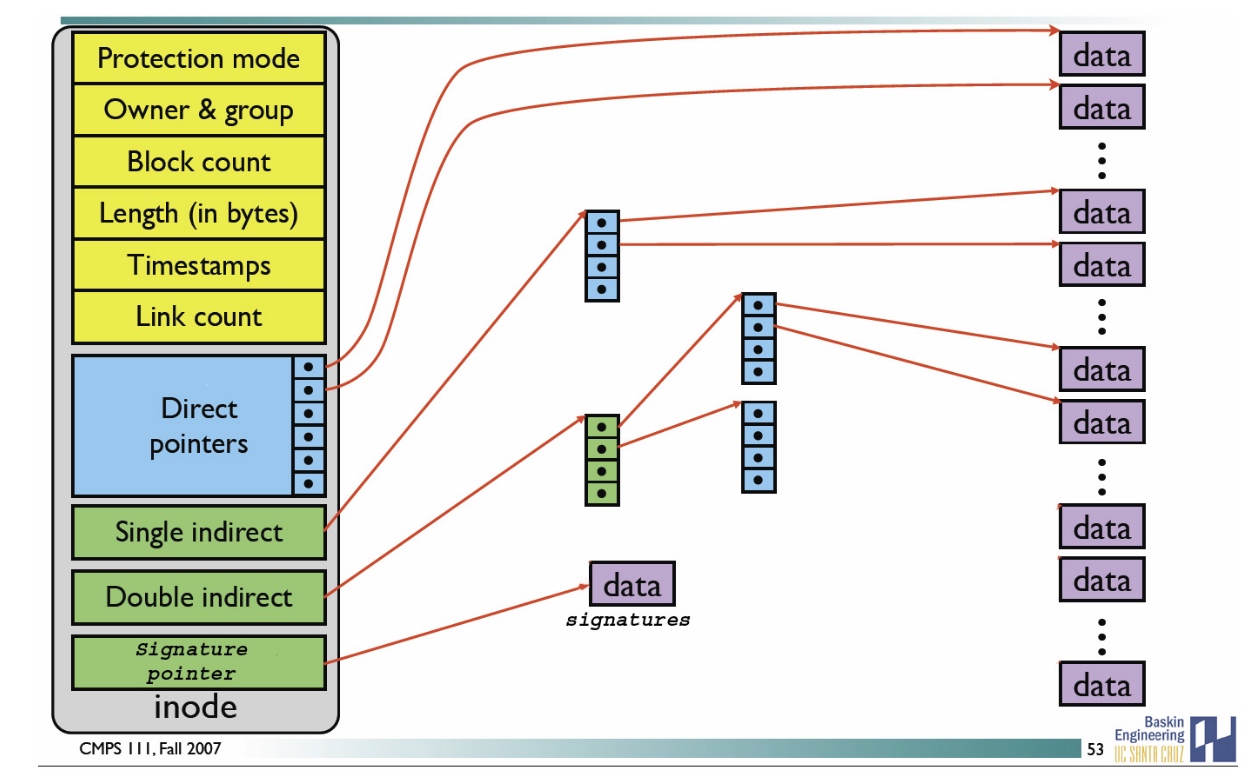 Protection mode
Owner & group
Block count
Length (in bytes)
Timestamps
Link count
Direct
pointers
Single indirect
Double indirect
Signature
pointer
inode
data
signatures
data
data
data
data
data
data
data
data
data
CMPS 111, Fall 2007
53
Baskin
Engineering
UC SANTA CRUZ